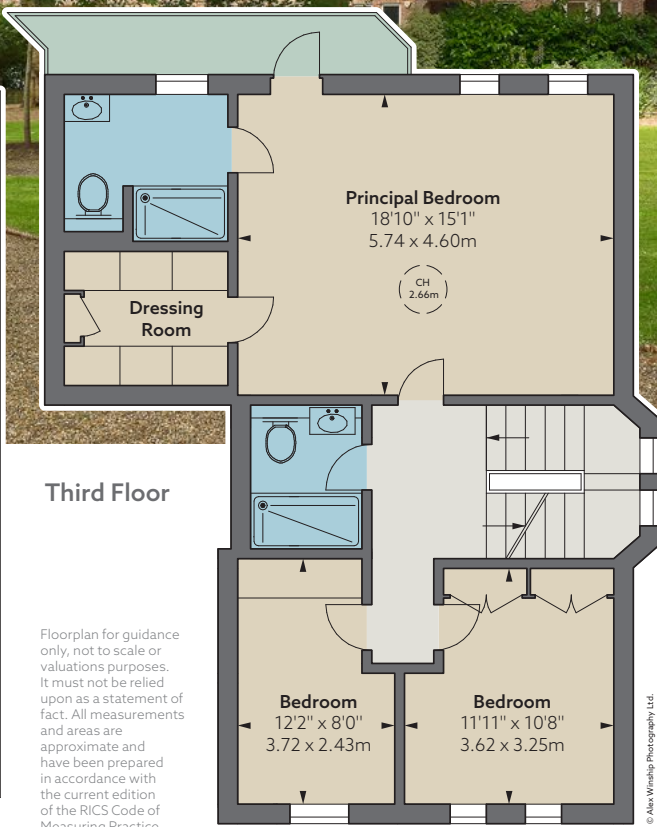 Principal Bedroom
18'10" x 15'1"
5.74 x 4.60m
CH
2.66m
Dressing
Room
Third Floor
Floorplan for guidance
only, not to scale or
valuations purposes.
It must not be relied
upon as a statement of
fact. All measurements
and areas are
approximate and
have been prepared
in accordance with
the current edition
of the RICS Code of
Measuring Practice
Bedroom
12'2" x 8'0"
3.72 x 2.43m
Bedroom
11'11" x 10'8"
3.62 x 3.25m
© Alex Winship Photography Ltd.